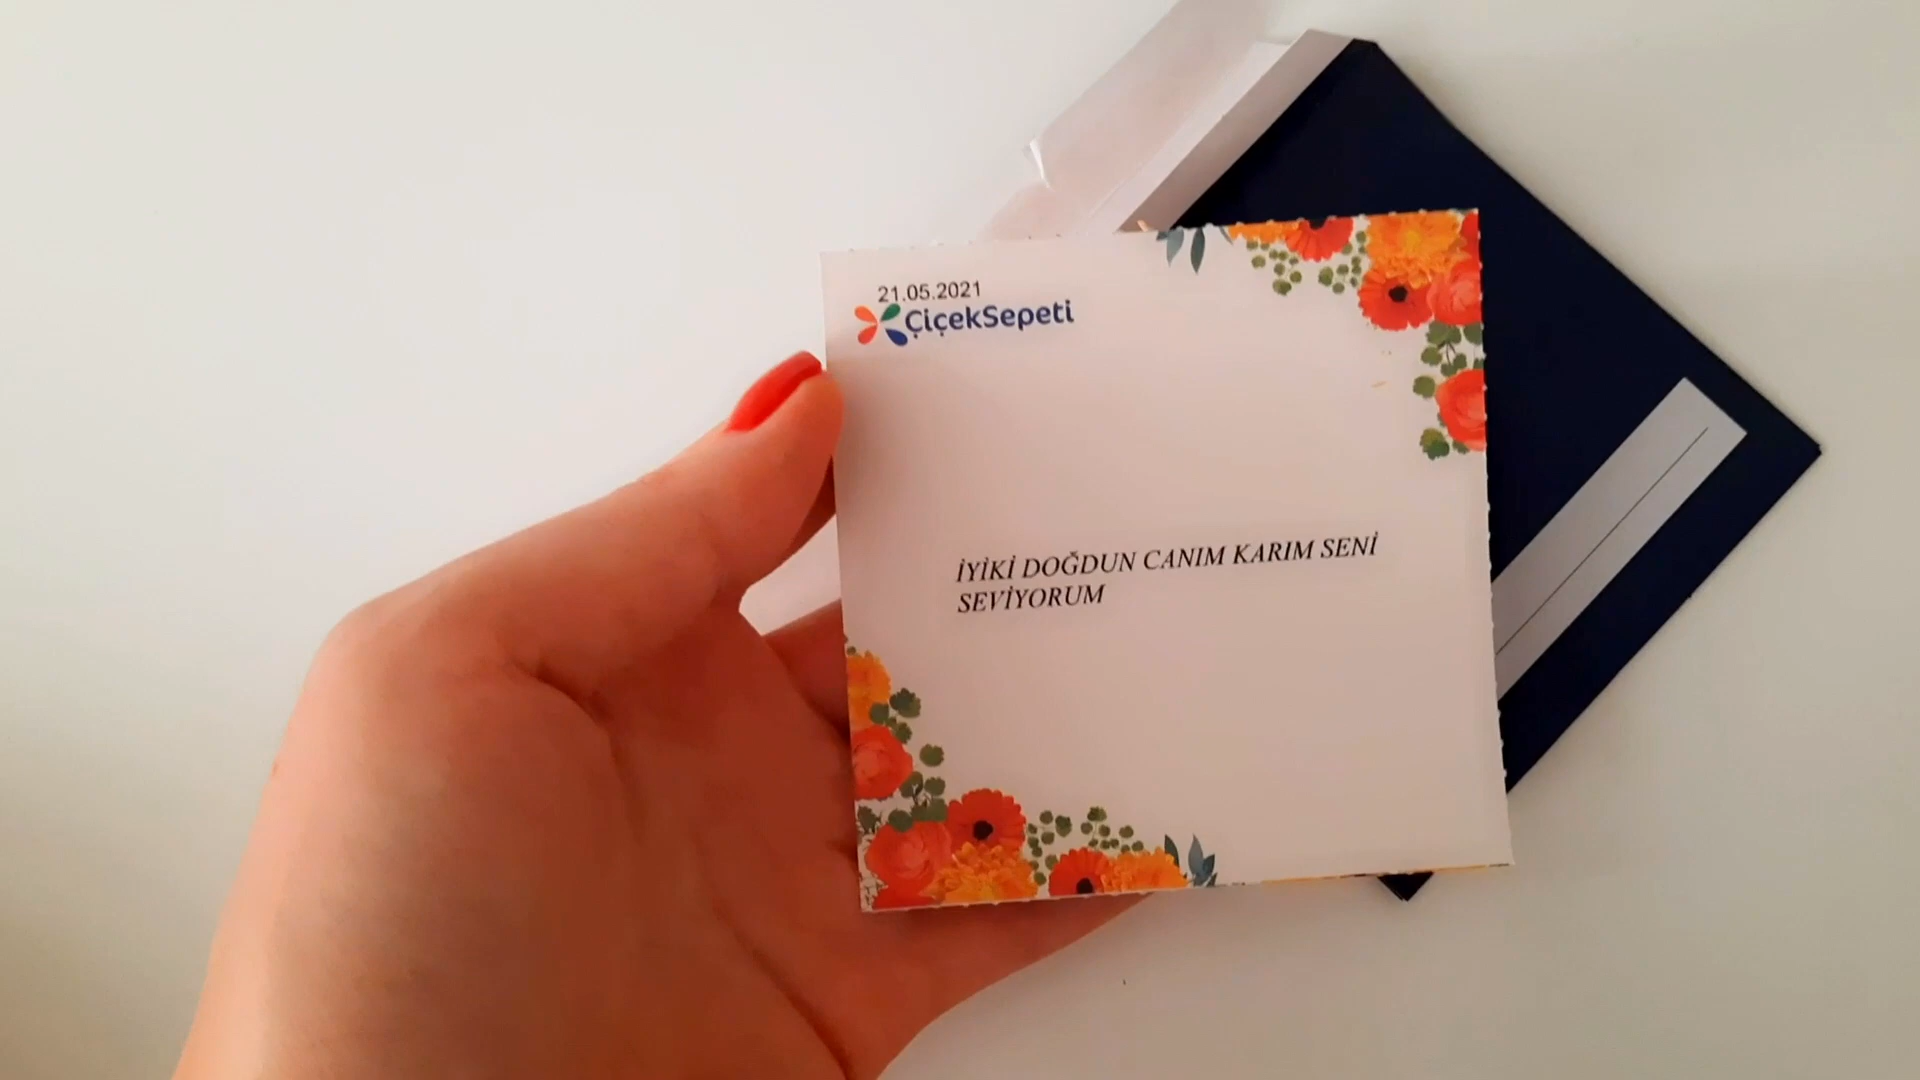 21.05.2021
ÇiçekSepeti
İYİKİ DOĞDUN CANIM KARIM SENİ
SEVİYORUM